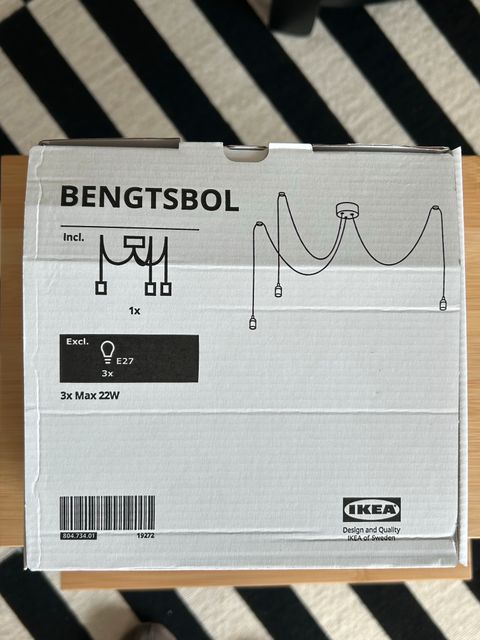 BENGTSBOL
Incl.
1x
Excl.
E27
3x
3x Max 22W
804.734.01 19272
IKEA
Design and Quality
IKEA of Sweden